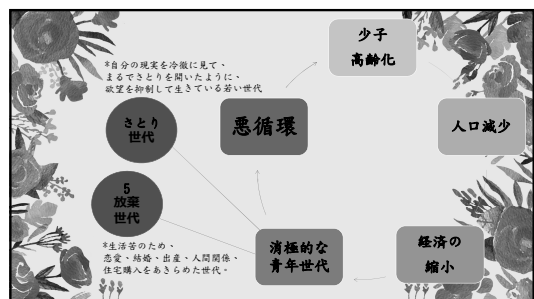 少子
高齢化
*自分の現実を冷徹に見て、
まるでさとりを開いたように、
欲望を抑制して生きている若い世代
さとり
世代
悪循環
人口減少
5
放棄
世代
*生活苦のため、
恋愛、結婚、出産、人間関係、
住宅購入をあきらめた世代。
消極的な
青年世代
経済の
縮小